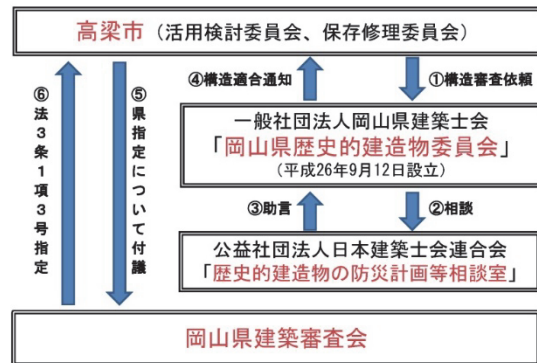 高梁市（活用検討委員会、保存修理委員会）
④構造適合通知
①構造審査依頼
一般社団法人岡山県建築士会
「岡山県歴史的建造物委員会」
（平成26年9月12日設立）
③助言
②相談
公益社団法人日本建築士会連合会
「歴史的建造物の防災計画等相談室」
⑥法３条１項３号指定
⑤県指定について付議
岡山県建築審査会